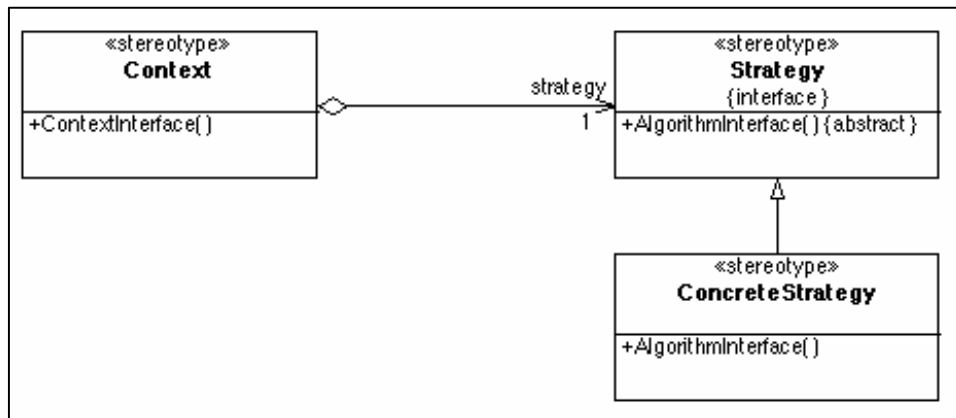 «stereotype»
Context
+ContextInterface()
strategy
1
«stereotype»
Strategy
{interface}
+AlgorithmInterface(){abstract}
«stereotype»
ConcreteStrategy
+AlgorithmInterface()